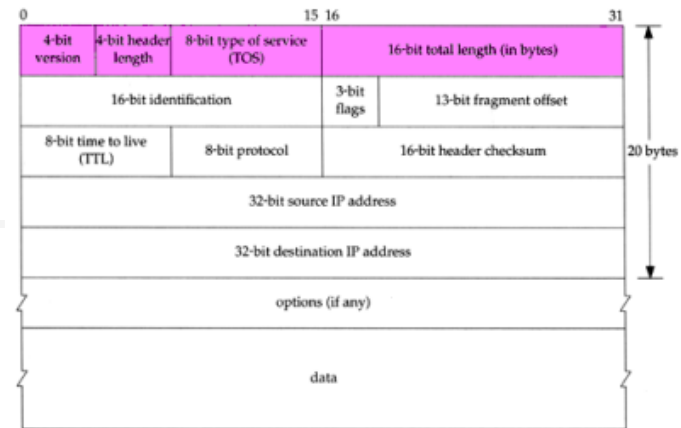 0 15 16 31
4-bit version
4-bit header length
8-bit type of service (TOS)
16-bit total length (in bytes)
16-bit identification
3-bit flags
13-bit fragment offset
8-bit time to live (TTL)
8-bit protocol
16-bit header checksum
20 bytes
32-bit source IP address
32-bit destination IP address
options (if any)
data